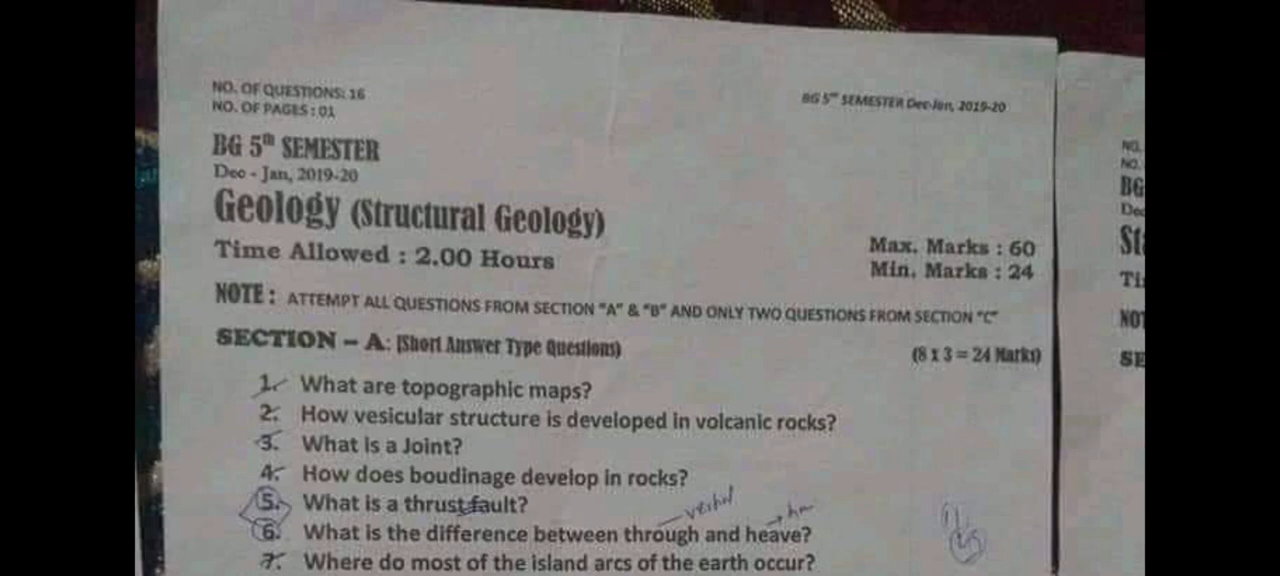 NO. OF QUESTIONS: 16
NO. OF PAGES : 01
BG 5th SEMESTER Dec-Jan, 2019-20
BG 5th SEMESTER
Dec - Jan, 2019-20
Geology (Structural Geology)
Time Allowed : 2.00 Hours
Max. Marks : 60
Min. Marks : 24
NOTE : ATTEMPT ALL QUESTIONS FROM SECTION "A" & "B" AND ONLY TWO QUESTIONS FROM SECTION "C"
SECTION – A: (Short Answer Type Questions) (8 x 3 = 24 Marks)
1. What are topographic maps?
2. How vesicular structure is developed in volcanic rocks?
3. What is a Joint?
4. How does boudinage develop in rocks?
5. What is a thrust fault?
6. What is the difference between through and heave?
7. Where do most of the island arcs of the earth occur?
NO.
NO.
BG
Dec
NOT
SE